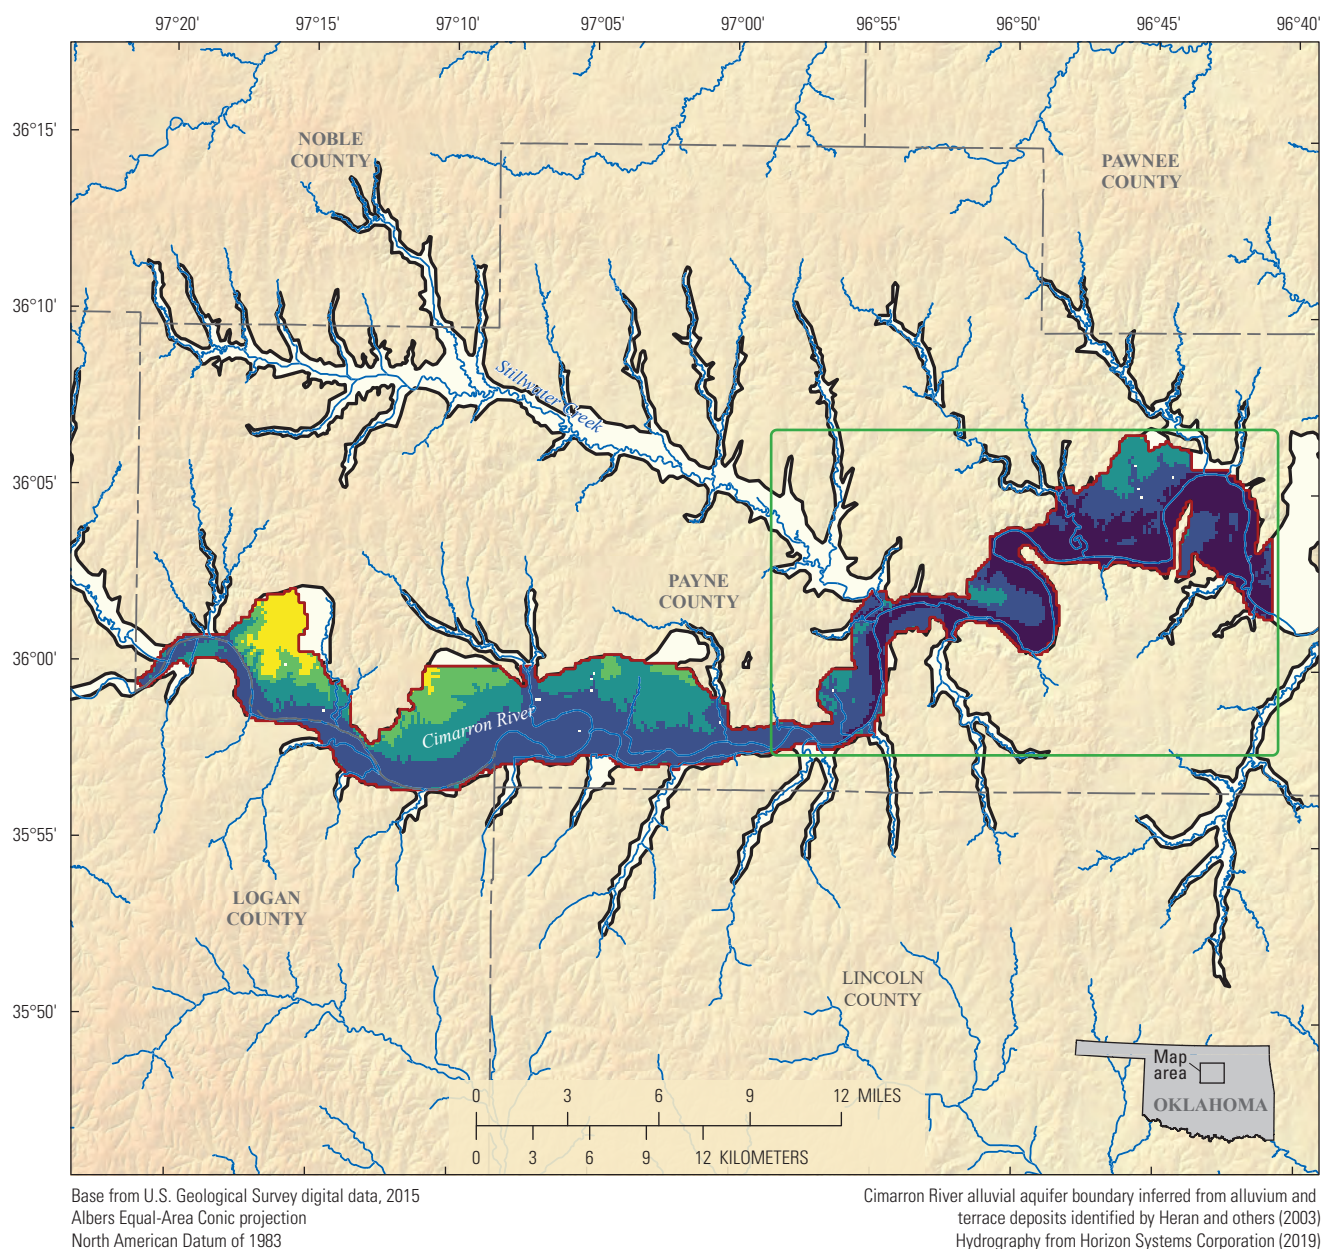 97°20'
97°15'
97°10'
97°05'
97°00'
96°55'
96°50'
96°45'
96°40'
36°15'
NOBLE
COUNTY
PAWNEE
COUNTY
36°10'
Stillwater Creek
36°05'
PAYNE
COUNTY
36°00'
Cimarron River
35°55'
LOGAN
COUNTY
LINCOLN
COUNTY
35°50'
Map
area
OKLAHOMA
0 3 6 9 12 MILES
0 3 6 9 12 KILOMETERS
Base from U.S. Geological Survey digital data, 2015
Albers Equal-Area Conic projection
North American Datum of 1983
Cimarron River alluvial aquifer boundary inferred from alluvium and
terrace deposits identified by Heran and others (2003)
Hydrography from Horizon Systems Corporation (2019)